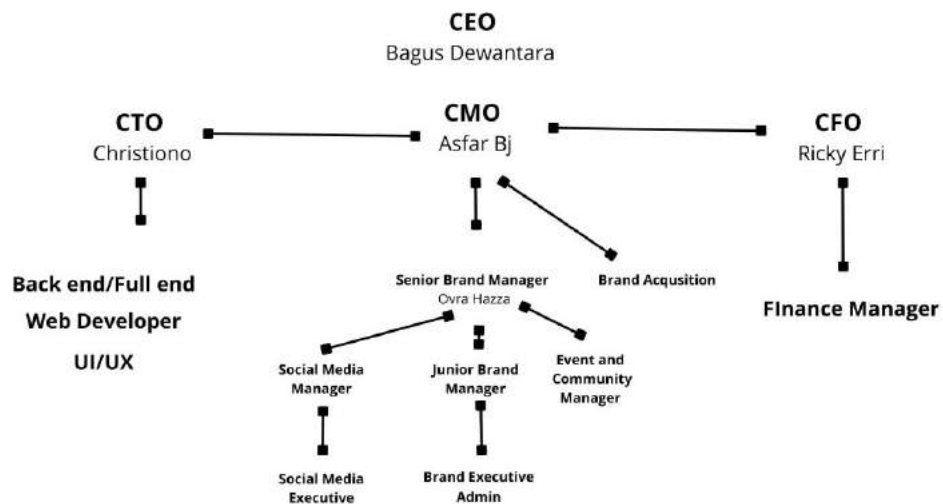 CEO
Bagus Dewantara
CTO
Christiono
CMO
Asfar Bj
CFO
Ricky Erri
Back end/Full end
Web Developer
UI/UX
Senior Brand Manager
Ovra Hazza
Brand Acqusition
FInance Manager
Social Media
Manager
Junior Brand
Manager
Event and
Community
Manager
Social Media
Executive
Brand Executive
Admin